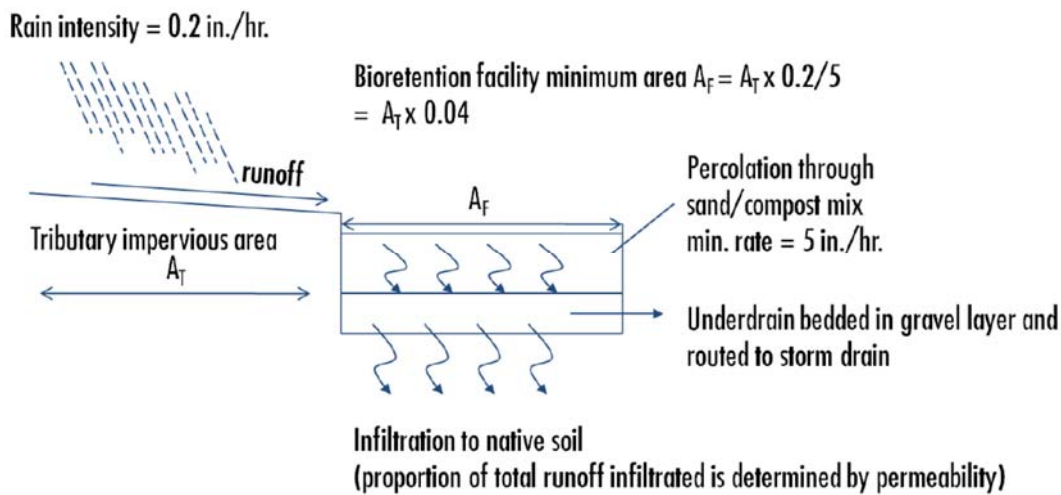 Rain intensity = 0.2 in./hr.
Bioretention facility minimum area A_F = A_T x 0.2/5
= A_T x 0.04
runoff
A_F
Percolation through
sand/compost mix
min. rate = 5 in./hr.
Tributary impervious area
A_T
Underdrain bedded in gravel layer and
routed to storm drain
Infiltration to native soil
(proportion of total runoff infiltrated is determined by permeability)